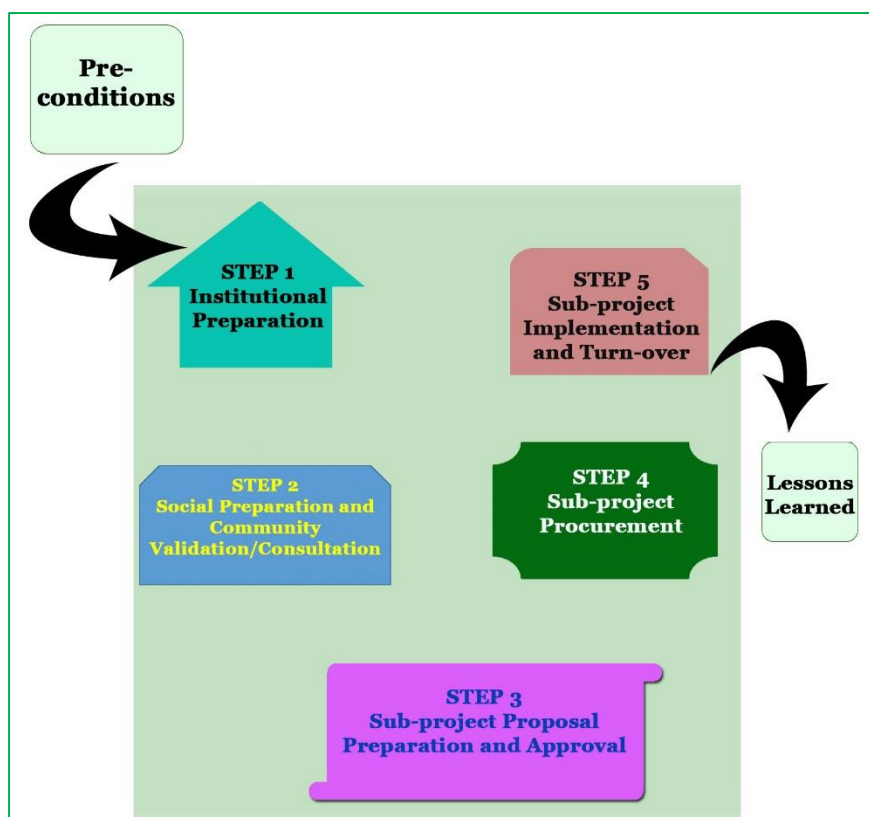 Pre-
conditions
STEP 1
Institutional
Preparation
STEP 2
Social Preparation and
Community
Validation/Consultation
STEP 3
Sub-project Proposal
Preparation and Approval
STEP 4
Sub-project
Procurement
STEP 5
Sub-project
Implementation
and Turn-over
Lessons
Learned